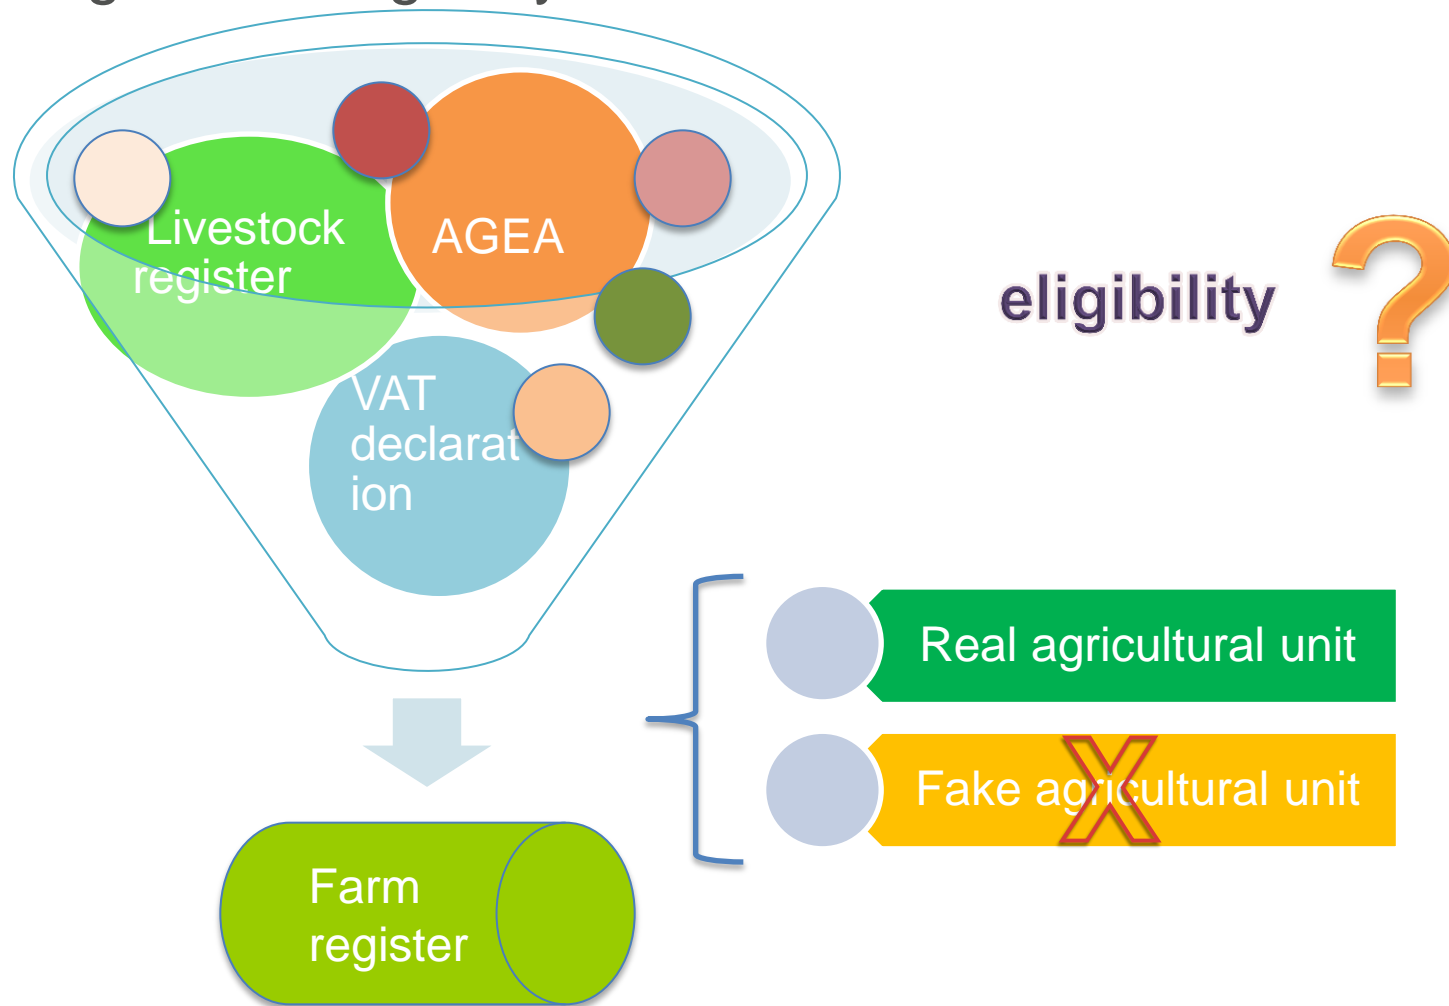 Livestock
register
AGEA
VAT
declarat
ion
eligibility
?
Real agricultural unit
Fake agricultural unit
X
Farm
register